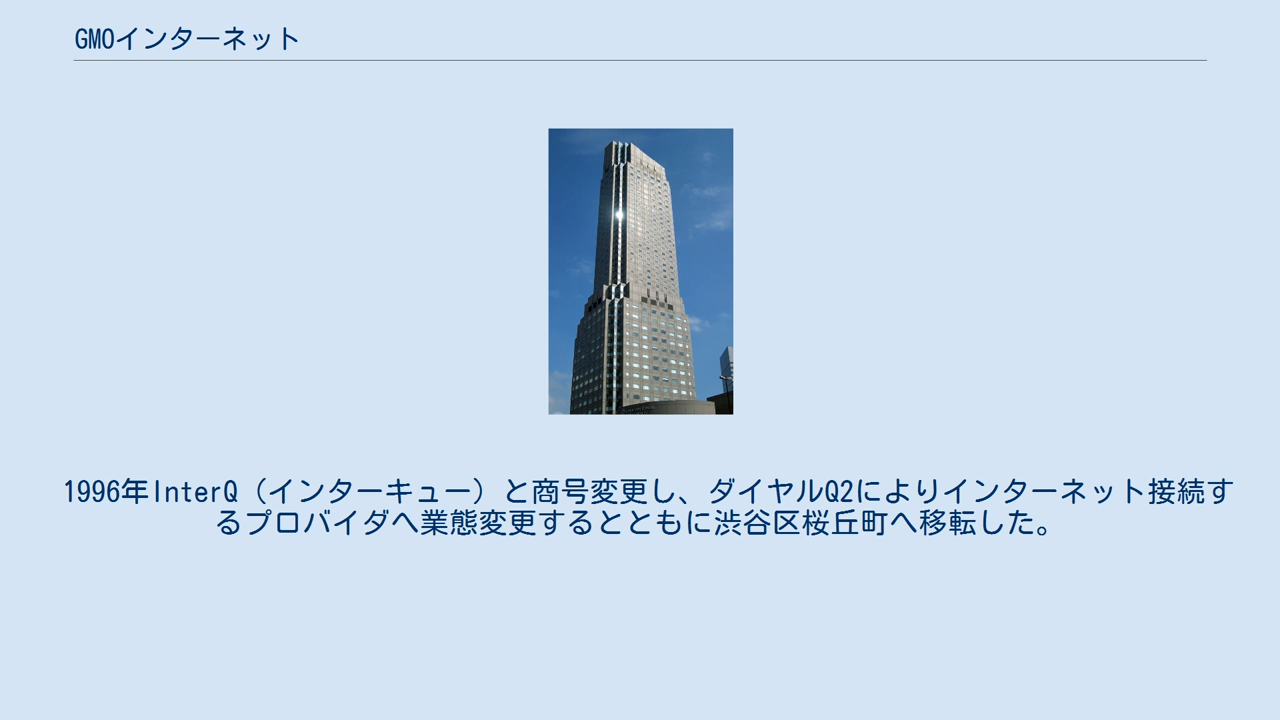 GMOインターネット
1996年InterQ（インターキュー）と商号変更し、ダイヤルQ2によりインターネット接続す
るプロバイダへ業態変更するとともに渋谷区桜丘町へ移転した。